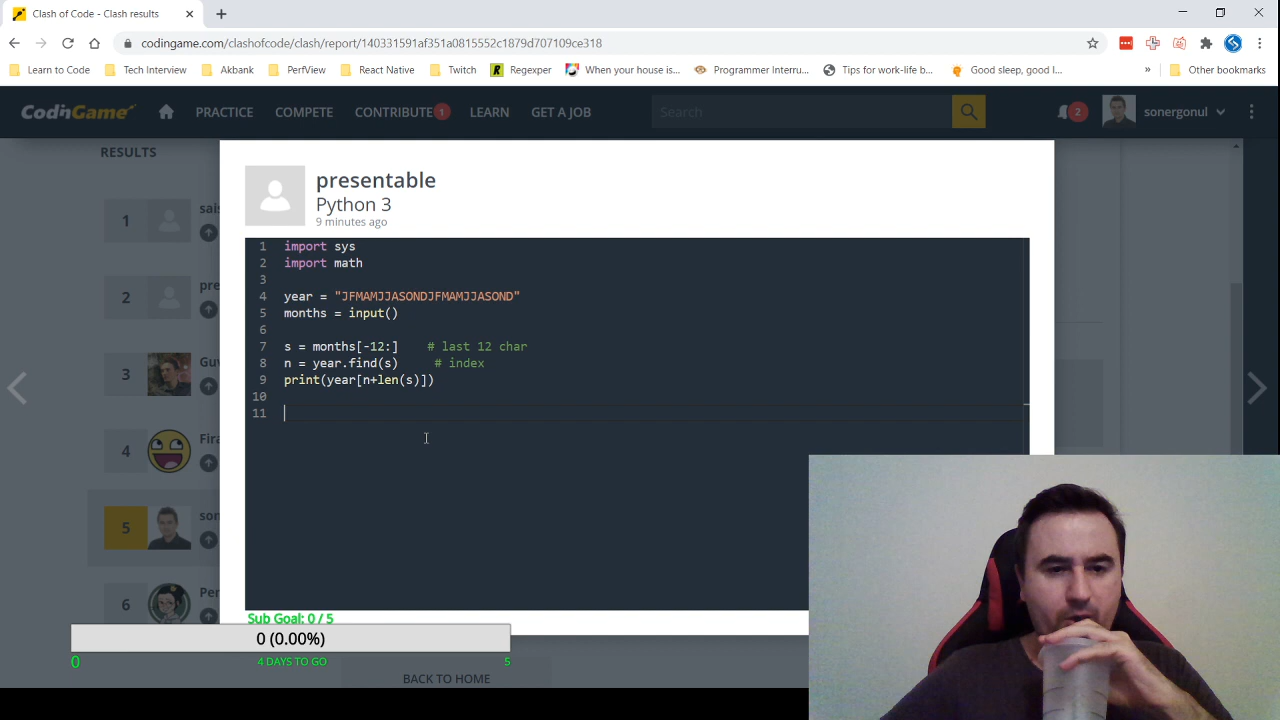 Clash of Code - Clash results
codingame.com/clashofcode/clash/report/140331591af351a0815552c1879d707109ce318
Learn to Code
Tech Interview
Akbank
PerfView
React Native
Twitch
R
Regexper
When your house is...
Programmer Interru...
Tips for work-life b...
Good sleep, good l...
»
Other bookmarks
CodinGame
PRACTICE
COMPETE
CONTRIBUTE 1
LEARN
GET A JOB
Search
2
sonergonul
RESULTS
1
2
3
4
5
6
presentable
Python 3
9 minutes ago
1 import sys
2 import math
3
4 year = "JFMAMJJASONDJFMAMJJASOND"
5 months = input()
6
7 s = months[-12:] # last 12 char
8 n = year.find(s) # index
9 print(year[n+len(s)])
10
11
Sub Goal: 0 / 5
0 (0.00%)
0
4 DAYS TO GO
5
BACK TO HOME